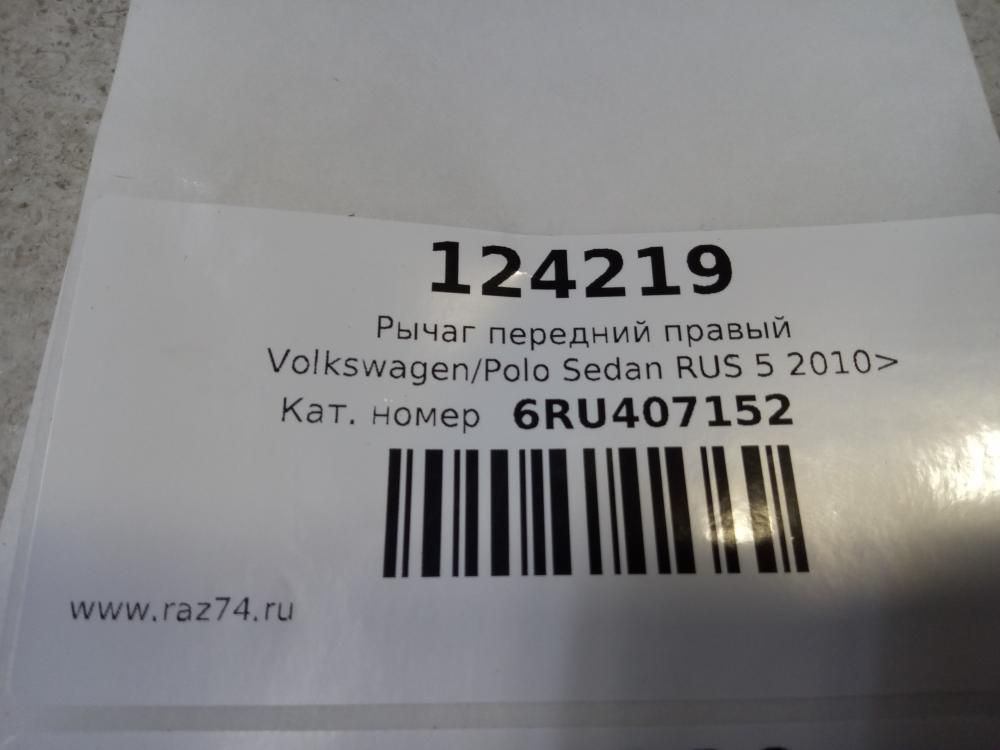 124219
Рычаг передний правый
Volkswagen/Polo Sedan RUS 5 2010>
Кат. номер 6RU407152
www.raz74.ru